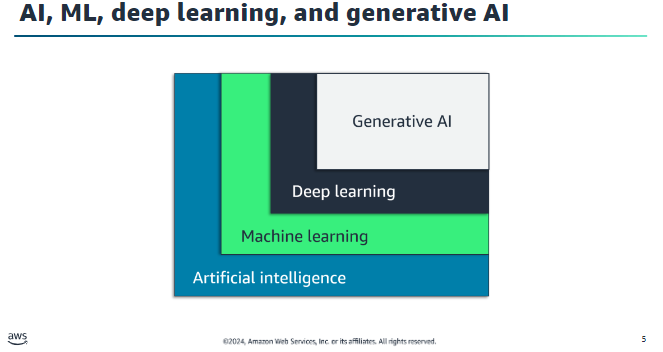 AI, ML, deep learning, and generative AI
Generative AI
Deep learning
Machine learning
Artificial intelligence
aws
©2024, Amazon Web Services, Inc. or its affiliates. All rights reserved.
5